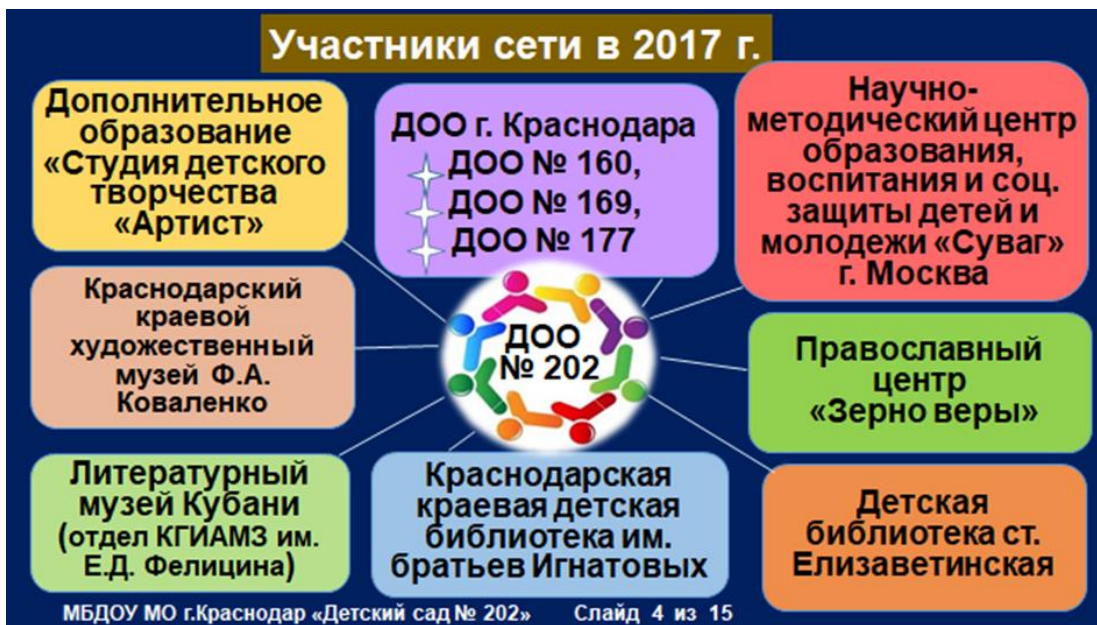 Участники сети в 2017 г.
Дополнительное
образование
«Студия детского
творчества
«Артист»
ДОО г. Краснодара
ДОО № 160,
ДОО № 169,
ДОО № 177
Научно-
методический центр
образования,
воспитания и соц.
защиты детей и
молодежи «Суваг»
г. Москва
Краснодарский
краевой
художественный
музей Ф.А.
Коваленко
ДОО
№ 202
Православный
центр
«Зерно веры»
Литературный
музей Кубани
(отдел КГИАМЗ им.
Е.Д. Фелицина)
Краснодарская
краевая детская
библиотека им.
братьев Игнатовых
Детская
библиотека ст.
Елизаветинская
МБДОУ МО г.Краснодар «Детский сад № 202» Слайд 4 из 15